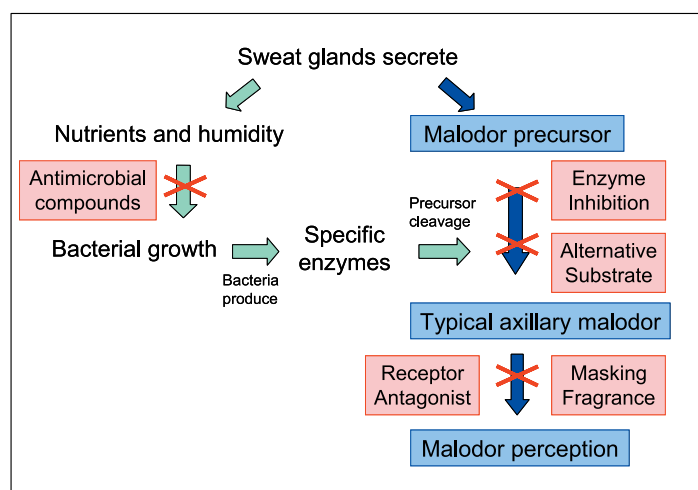 Sweat glands secrete
Nutrients and humidity
Malodor precursor
Antimicrobial
compounds
Enzyme
Inhibition
Precursor
cleavage
Bacterial growth
Bacteria
produce
Specific
enzymes
Alternative
Substrate
Typical axillary malodor
Receptor
Antagonist
Masking
Fragrance
Malodor perception